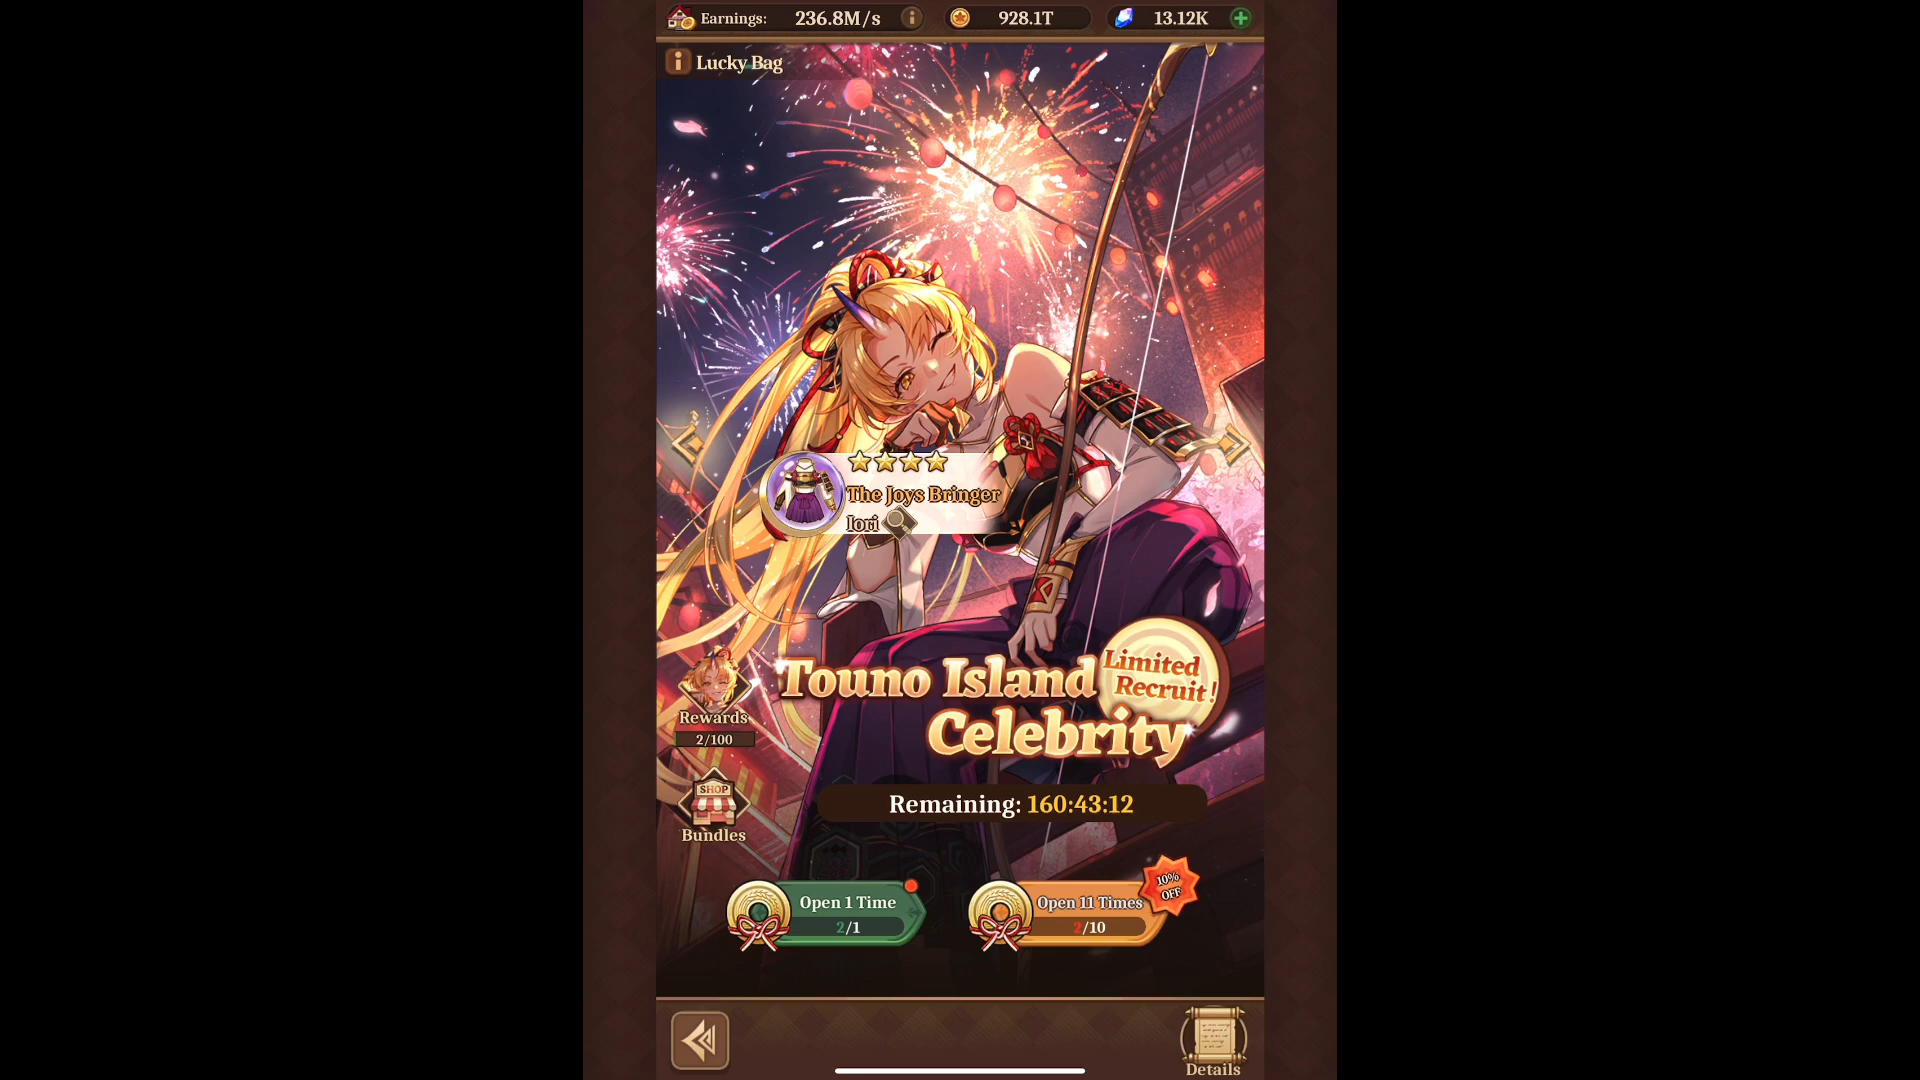 Earnings: 236.8M/s 928.1T 13.12K
Lucky Bag
The Joys Bringer
Iori
Touno Island
Celebrity
Limited
Recruit!
Rewards
2/100
SHOP
Bundles
Remaining: 160:43:12
Open 1 Time
2/1
Open 11 Times
2/10
10%
OFF
Details